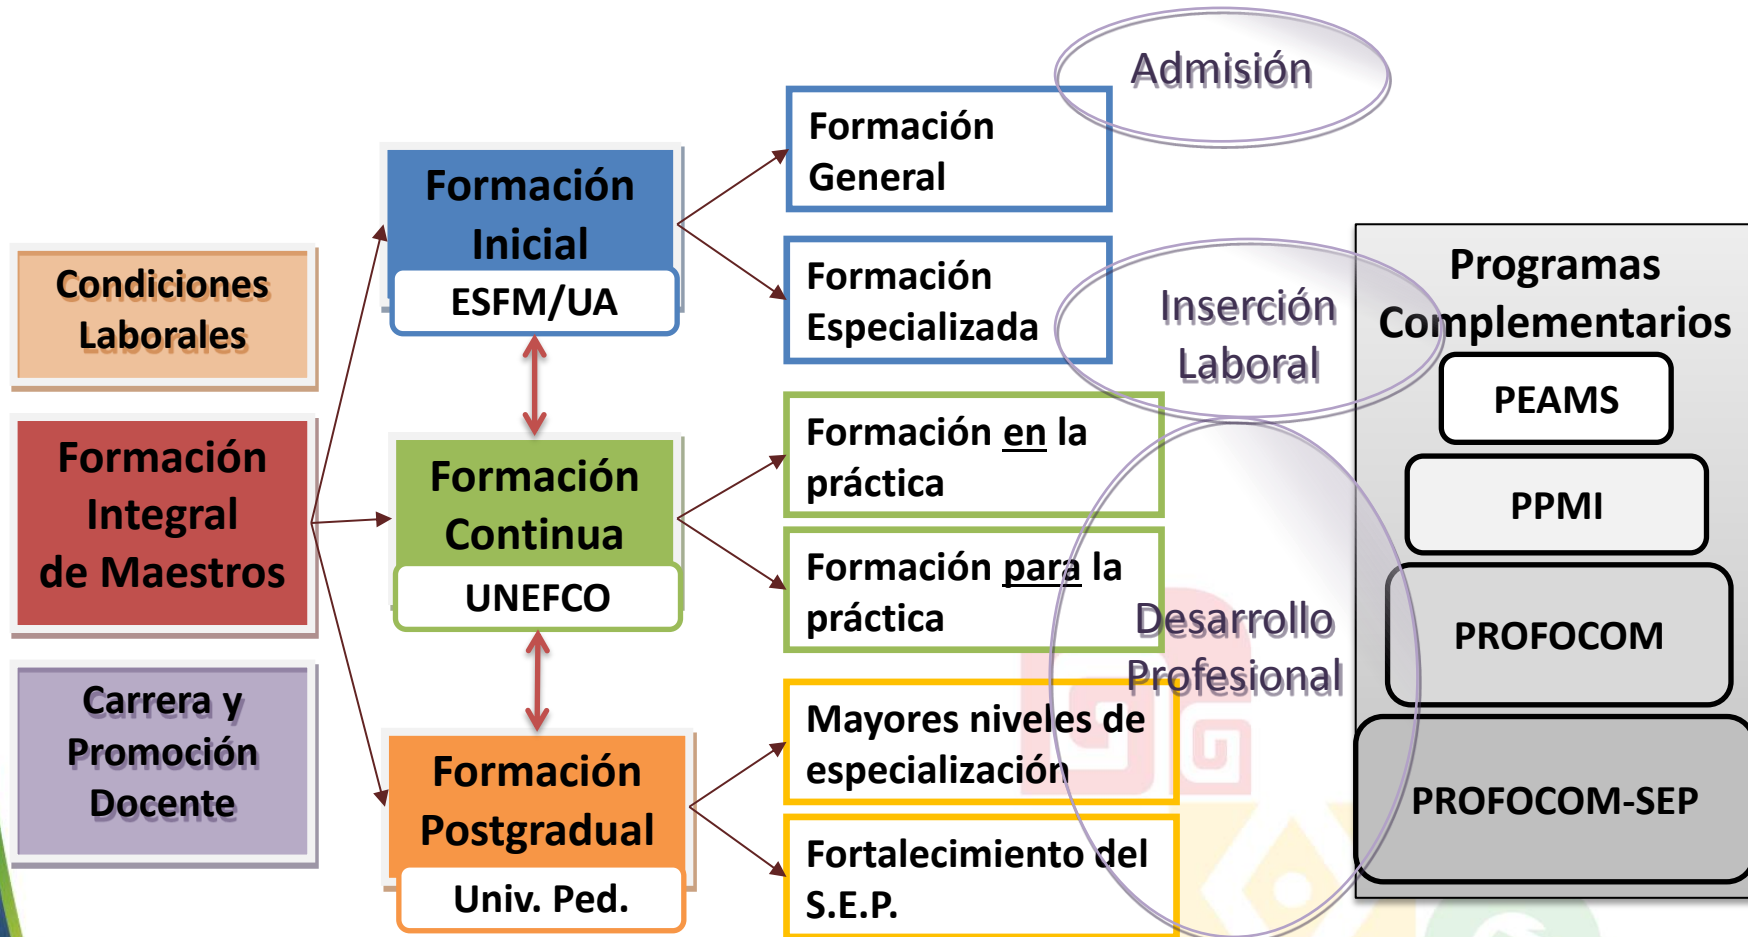 Condiciones
Laborales
Formación
Integral
de Maestros
Carrera y
Promoción
Docente
Formación
Inicial
ESFM/UA
Formación
Continua
UNEFCO
Formación
Postgradual
Univ. Ped.
Formación
General
Formación
Especializada
Formación en la
práctica
Formación para la
práctica
Mayores niveles de
especialización
Fortalecimiento del
S.E.P.
Admisión
Inserción
Laboral
Desarrollo
Profesional
Programas
Complementarios
PEAMS
PPMI
PROFOCOM
PROFOCOM-SEP